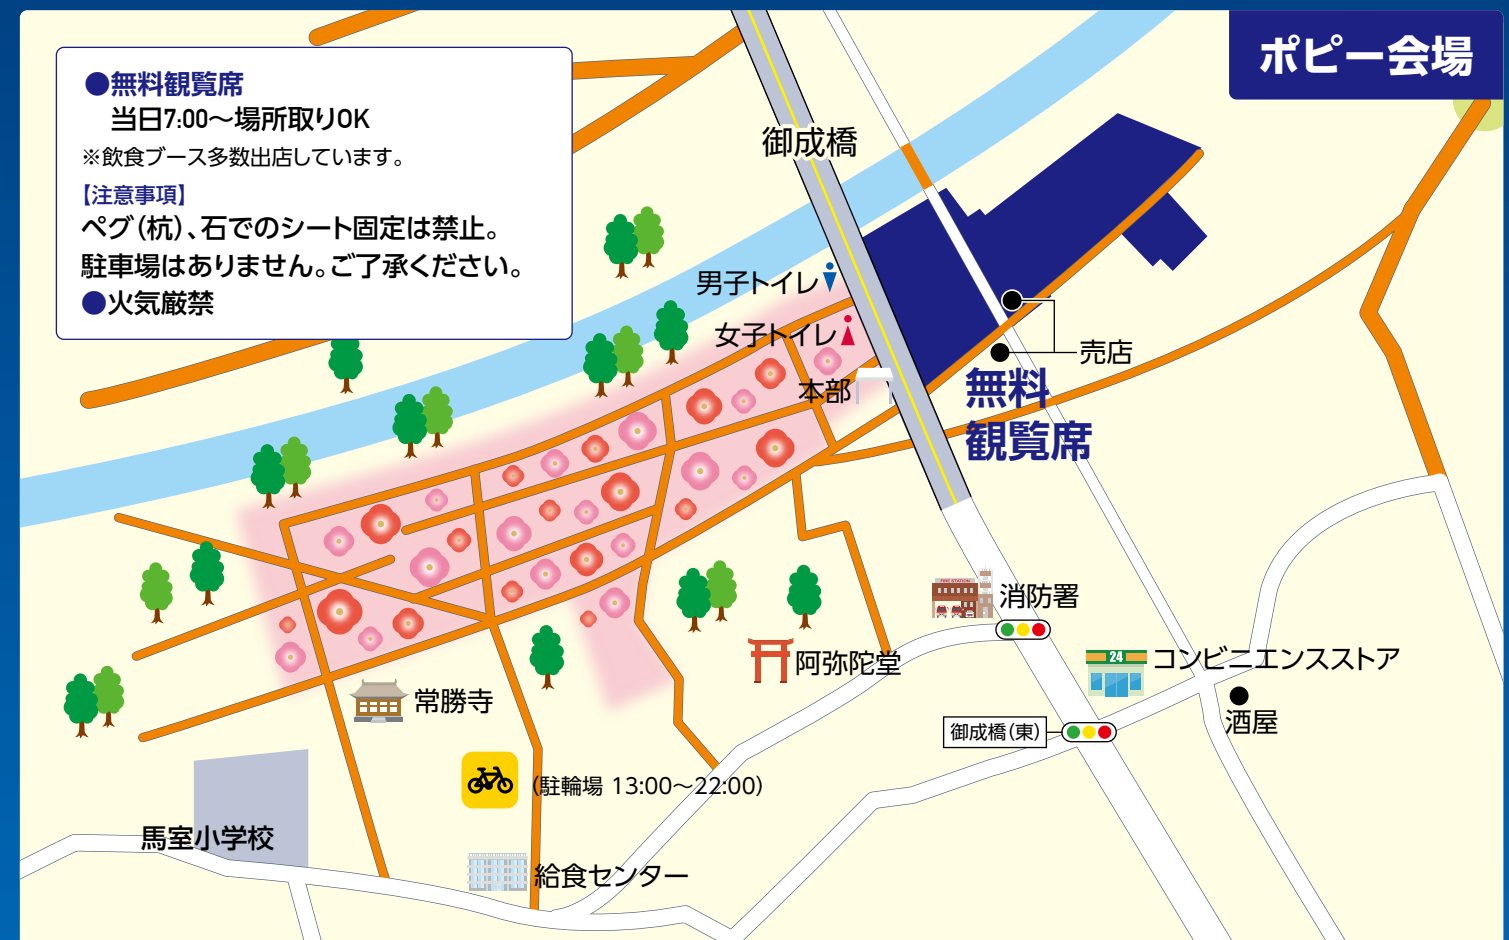 ポピー会場
●無料観覧席
当日7:00〜場所取りOK
※飲食ブース多数出店しています。
【注意事項】
ペグ（杭）、石でのシート固定は禁止。
駐車場はありません。ご了承ください。
●火気厳禁
御成橋
男子トイレ
女子トイレ
本部
売店
無料
観覧席
FIRE STATION
消防署
阿弥陀堂
24
コンビニエンスストア
常勝寺
酒屋
御成橋（東）
（駐輪場 13:00〜22:00）
馬室小学校
給食センター